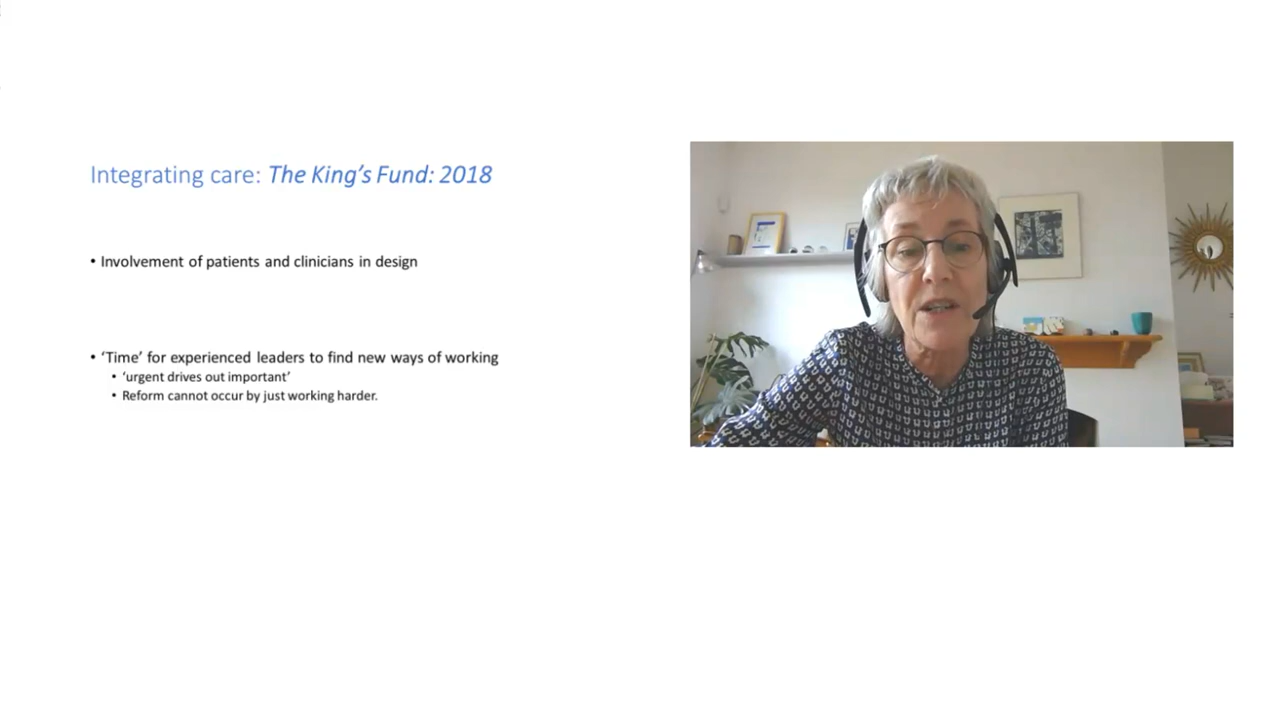 Integrating care: The King’s Fund: 2018
• Involvement of patients and clinicians in design
• ‘Time’ for experienced leaders to find new ways of working
• ‘urgent drives out important’
• Reform cannot occur by just working harder.